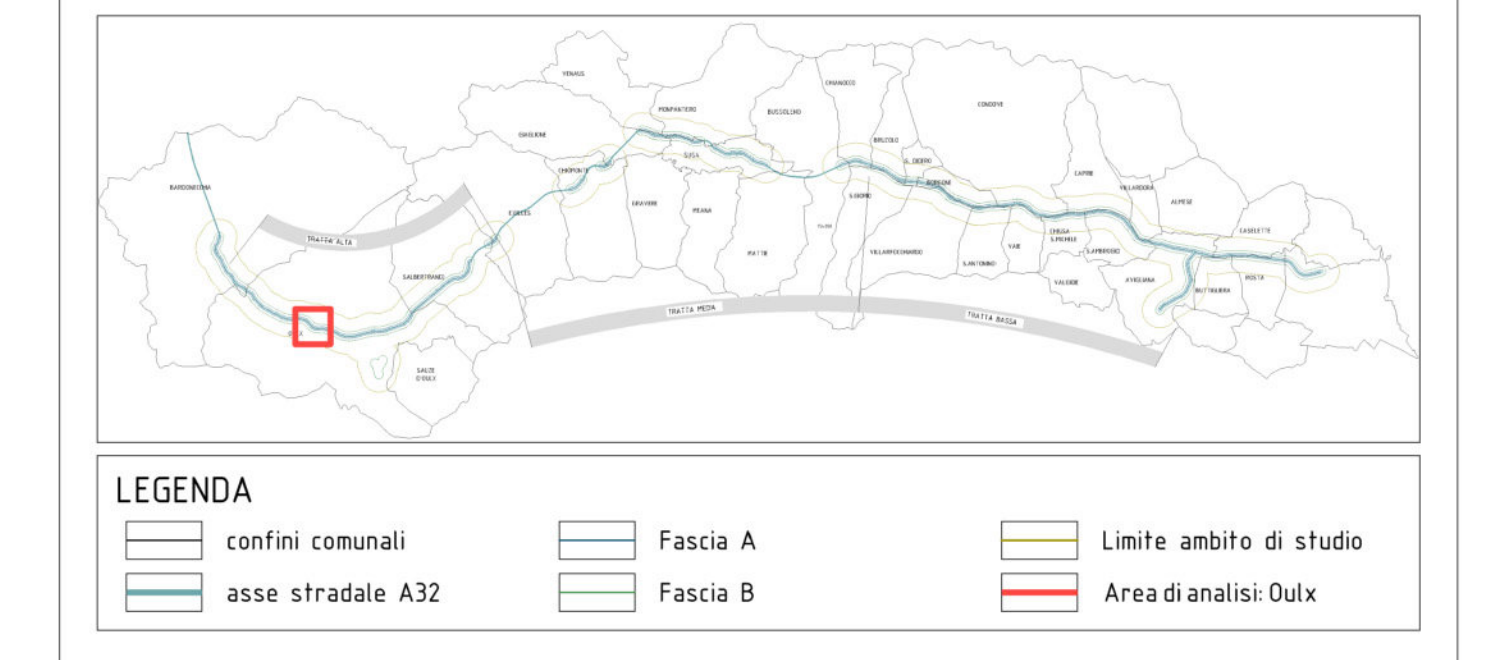 VENAUS
CHIANOCCO
CONDOVE
MOMPANTERO
BUSSOLENO
GIAGLIONE
BRUZOLO
SUSA
S. DIDERO
CHIOMONTE
CAPRIE
BORGONE
BARDONECCHIA
VILLARDORA
S.GIORIO
GRAVERE
ALMESE
MEANA
EXILLES
CASELETTE
TRATTA ALTA
CHIUSA
S.MICHELE
VAIE
MATTIE
VILLARFOCCHIARDO
S.AMBROGIO
S.ANTONINO
SALBERTRAND
ROSTA
AVIGLIANA
VALGIOIE
BUTTIGLIERA
TRATTA MEDIA
TRATTA BASSA
SAUZE
D'OULX
LEGENDA
confini comunali
Fascia A
Limite ambito di studio
asse stradale A32
Fascia B
Area di analisi: Oulx